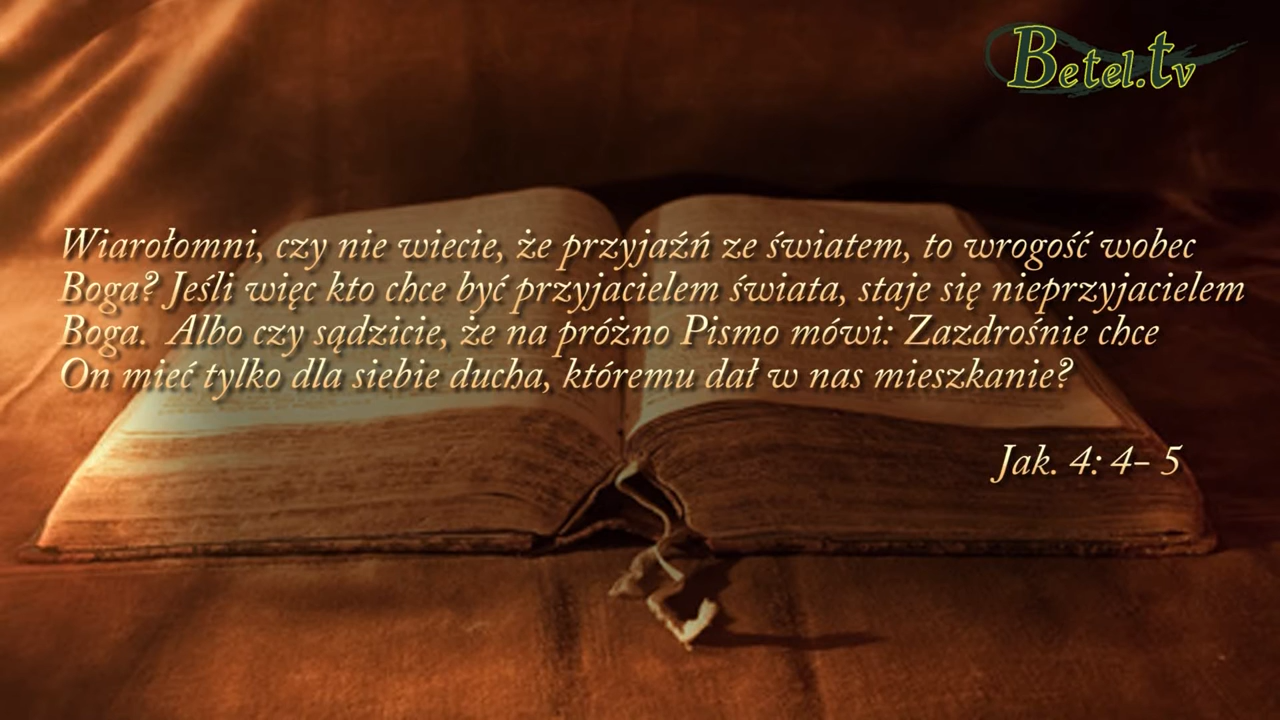 Betel.tv
Wiarołomni, czy nie wiecie, że przyjaźń ze światem, to wrogość wobec
Boga? Jeśli więc kto chce być przyjacielem świata, staje się nieprzyjacielem
Boga. Albo czy sądzicie, że na próżno Pismo mówi: Zazdrośnie chce
On mieć tylko dla siebie ducha, któremu dał w nas mieszkanie?
Jak. 4: 4- 5